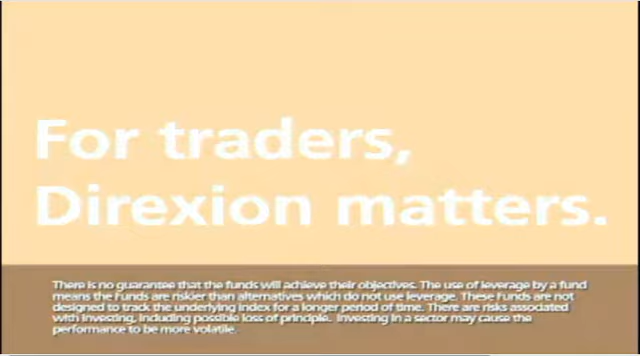 For traders,
Direxion matters.
There is no guarantee that the funds will achieve their objectives. The use of leverage by a fund
means the Funds are riskier than alternatives which do not use leverage. These Funds are not
designed to track the underlying index for a longer period of time. There are risks associated
with investing, including possible loss of principle. Investing in a sector may cause the
performance to be more volatile.